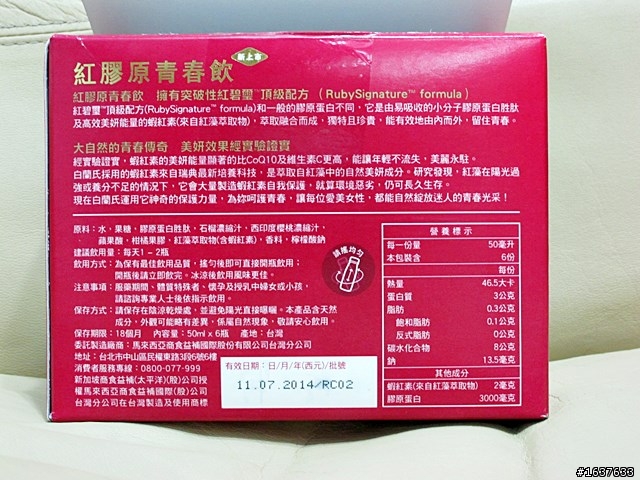 新上市
紅膠原青春飲
紅膠原青春飲 擁有突破性紅碧璽™頂級配方 (RubySignature™ formula)
紅碧璽™頂級配方(RubySignature™ formula)和一般的膠原蛋白不同，它是由易吸收的小分子膠原蛋白胜肽
及高效美妍能量的蝦紅素(來自紅藻萃取物)，萃取融合而成，獨特且珍貴，能有效地由內而外，留住青春。
大自然的青春傳奇 美妍效果經實驗證實
經實驗證實，蝦紅素的美妍能量顯著的比CoQ10及維生素C更高，能讓年輕不流失，美麗永駐。
白蘭氏採用的蝦紅素來自瑞典最新培養科技，是萃取自紅藻中的自然美妍成分。研究發現，紅藻在陽光過
強或養分不足的情況下，它會大量製造蝦紅素自我保護，就算環境惡劣，仍可長久生存。
現在白蘭氏運用它神奇的保護力量，為妳呵護青春，讓每位愛美女性，都能自然綻放迷人的青春光采！
原料：水，果糖，膠原蛋白胜肽，石榴濃縮汁，西印度櫻桃濃縮汁，
蘋果酸，柑橘果膠，紅藻萃取物(含蝦紅素)，香料，檸檬酸鈉
建議飲用量：每天1~2瓶
飲用方式：為保有最佳飲用品質，搖勻後即可直接開瓶飲用；
開瓶後請立即飲完。冰涼後飲用風味更佳。
注意事項：服藥期間、體質特殊者、懷孕及授乳中婦女或小孩，
請諮詢專業人士後依指示飲用。
保存方式：請保存在陰涼乾燥處，並避免陽光直接曝曬。本產品含天然
成分，外觀可能略有差異，係屬自然現象，敬請安心飲用。
保存期限：18個月 內容量：50ml x 6瓶 產地：台灣
委託製造廠商：馬來西亞商食益補國際股份有限公司台灣分公司
地址：台北市中山區民權東路3段6號6樓
消費者服務專線：0800-077-999
新加坡商食益補(太平洋)(股)公司授
權馬來西亞商食益補國際(股)公司
台灣分公司在台灣製造及使用商標
請搖均勻
有效日期：日/月/年(西元)/批號
11.07.2014/RC02
營養標示
每一份量 50毫升
本包裝含 6份
每份
熱量 46.5大卡
蛋白質 3公克
脂肪 0.3公克
飽和脂肪 0.1公克
反式脂肪 0公克
碳水化合物 8公克
鈉 13.5毫克
其他成分
蝦紅素(來自紅藻萃取物) 2毫克
膠原蛋白 3000毫克
#1637633